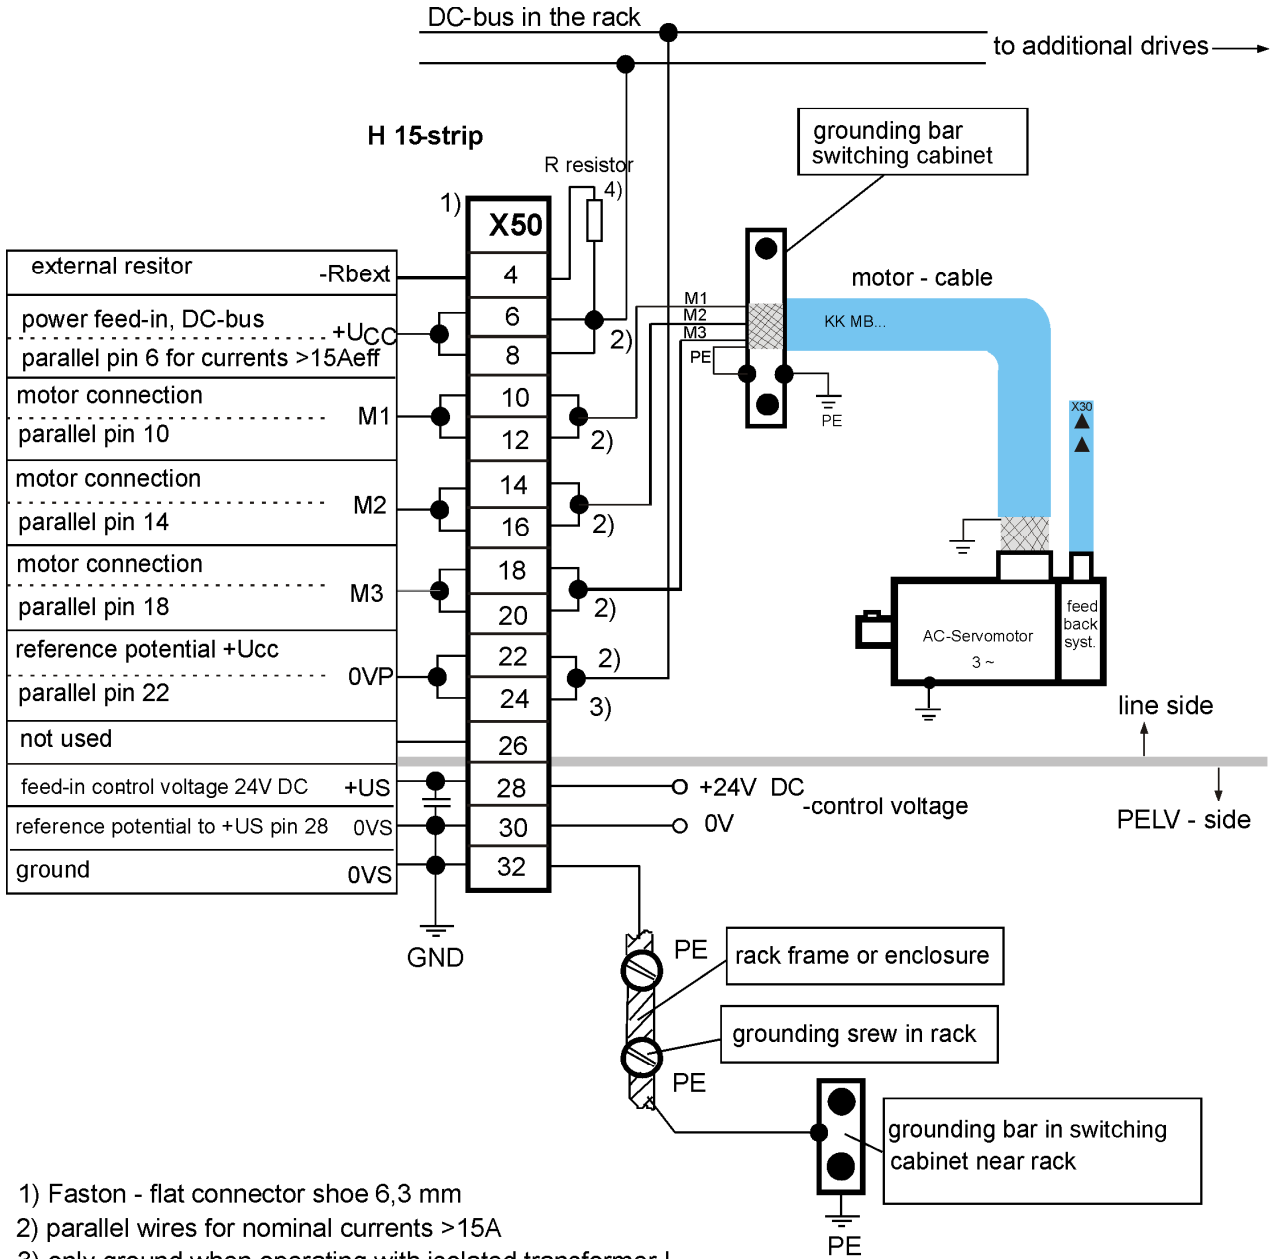 DC-bus in the rack
to additional drives
H 15-strip
grounding bar
switching cabinet
R resistor
4)
1)
X50
external resitor -Rbext 4
power feed-in, DC-bus +UCC 6
2)
parallel pin 6 for currents >15Aeff 8
motor connection M1 10
parallel pin 10 12
2)
motor connection M2 14
parallel pin 14 16
2)
motor connection M3 18
parallel pin 18 20
2)
reference potential +Ucc 0VP 22
2)
parallel pin 22 24
3)
not used 26
feed-in control voltage 24V DC +US 28
+24V DC
-control voltage
reference potential to +US pin 28 0VS 30
0V
ground 0VS 32
GND
M1
M2
M3
PE
PE
motor - cable
KK MB...
X30
AC-Servomotor
3 ~
feed
back
syst.
line side
PELV - side
PE
rack frame or enclosure
grounding srew in rack
PE
grounding bar in switching
cabinet near rack
PE
1) Faston - flat connector shoe 6,3 mm
2) parallel wires for nominal currents >15A
3) only ground when operating with isolated transformer !